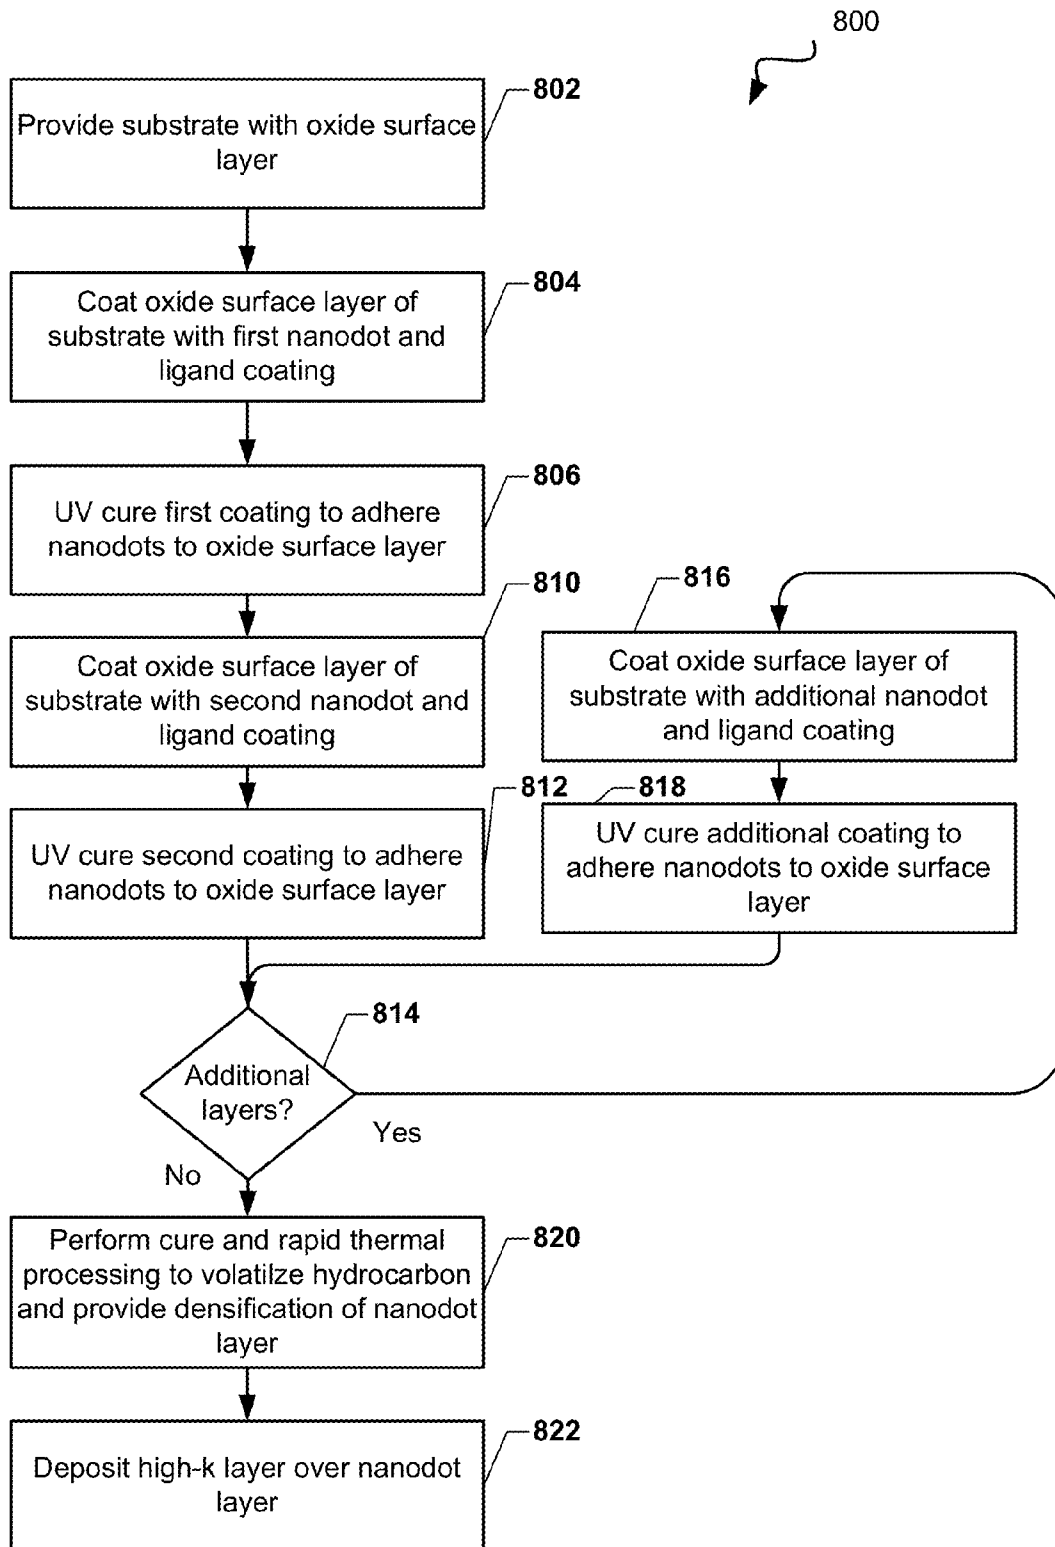 800
802
Provide substrate with oxide surface
layer
804
Coat oxide surface layer of
substrate with first nanodot and
ligand coating
806
UV cure first coating to adhere
nanodots to oxide surface layer
810
Coat oxide surface layer of
substrate with second nanodot and
ligand coating
812
UV cure second coating to adhere
nanodots to oxide surface layer
816
Coat oxide surface layer of
substrate with additional nanodot
and ligand coating
818
UV cure additional coating to
adhere nanodots to oxide surface
layer
814
Additional
layers?
Yes
No
820
Perform cure and rapid thermal
processing to volatilze hydrocarbon
and provide densification of nanodot
layer
822
Deposit high-k layer over nanodot
layer